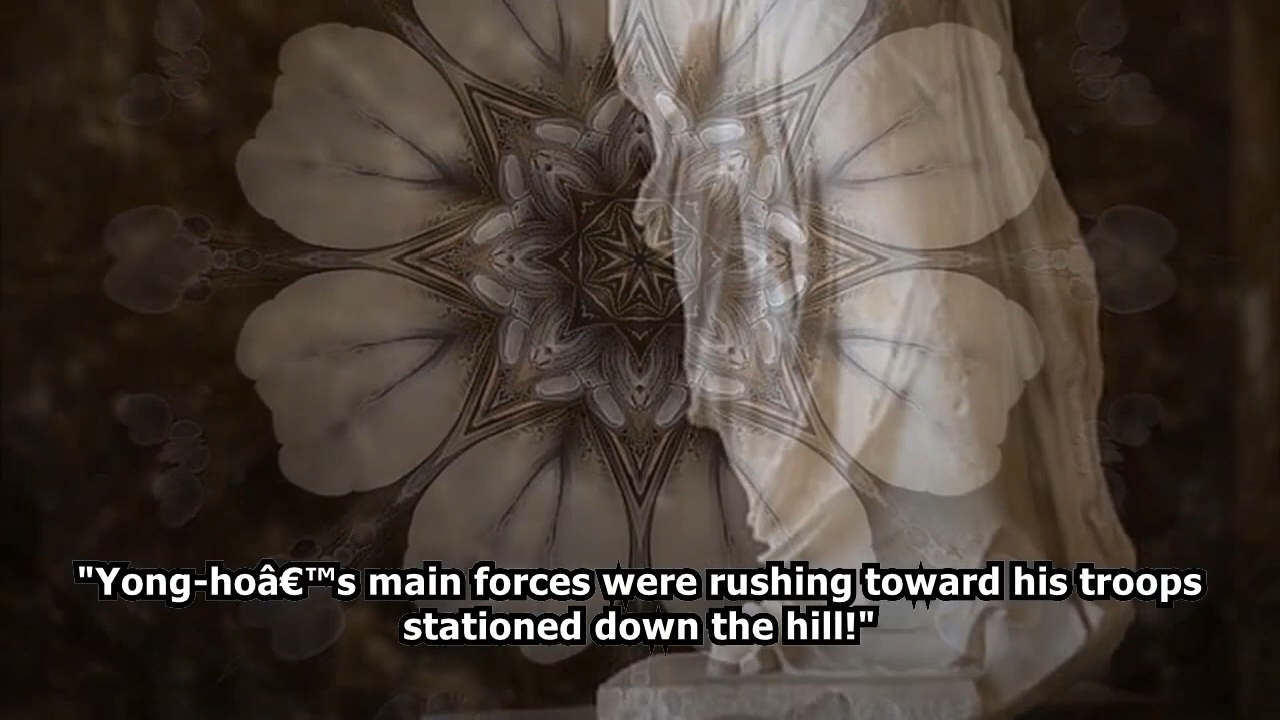 "Yong-hoâ€™s main forces were rushing toward his troops
stationed down the hill!"